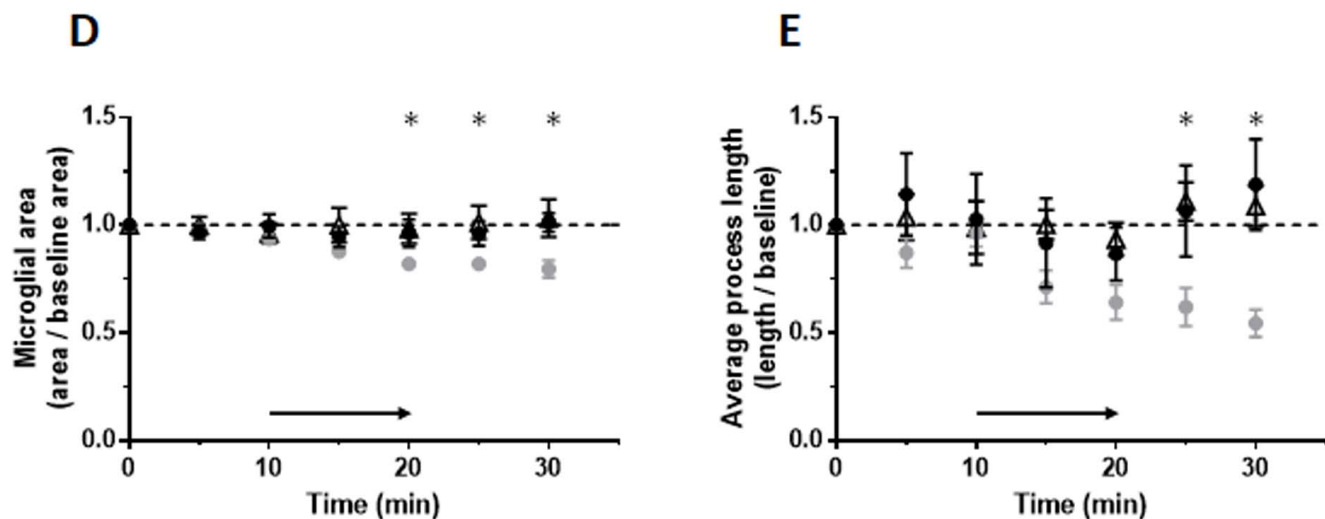 D
Microglial area
(area / baseline area)
1.5
1.0
0.5
0.0
* * *
0 10 20 30
Time (min)
E
Average process length
(length / baseline)
1.5
1.0
0.5
0.0
* *
0 10 20 30
Time (min)